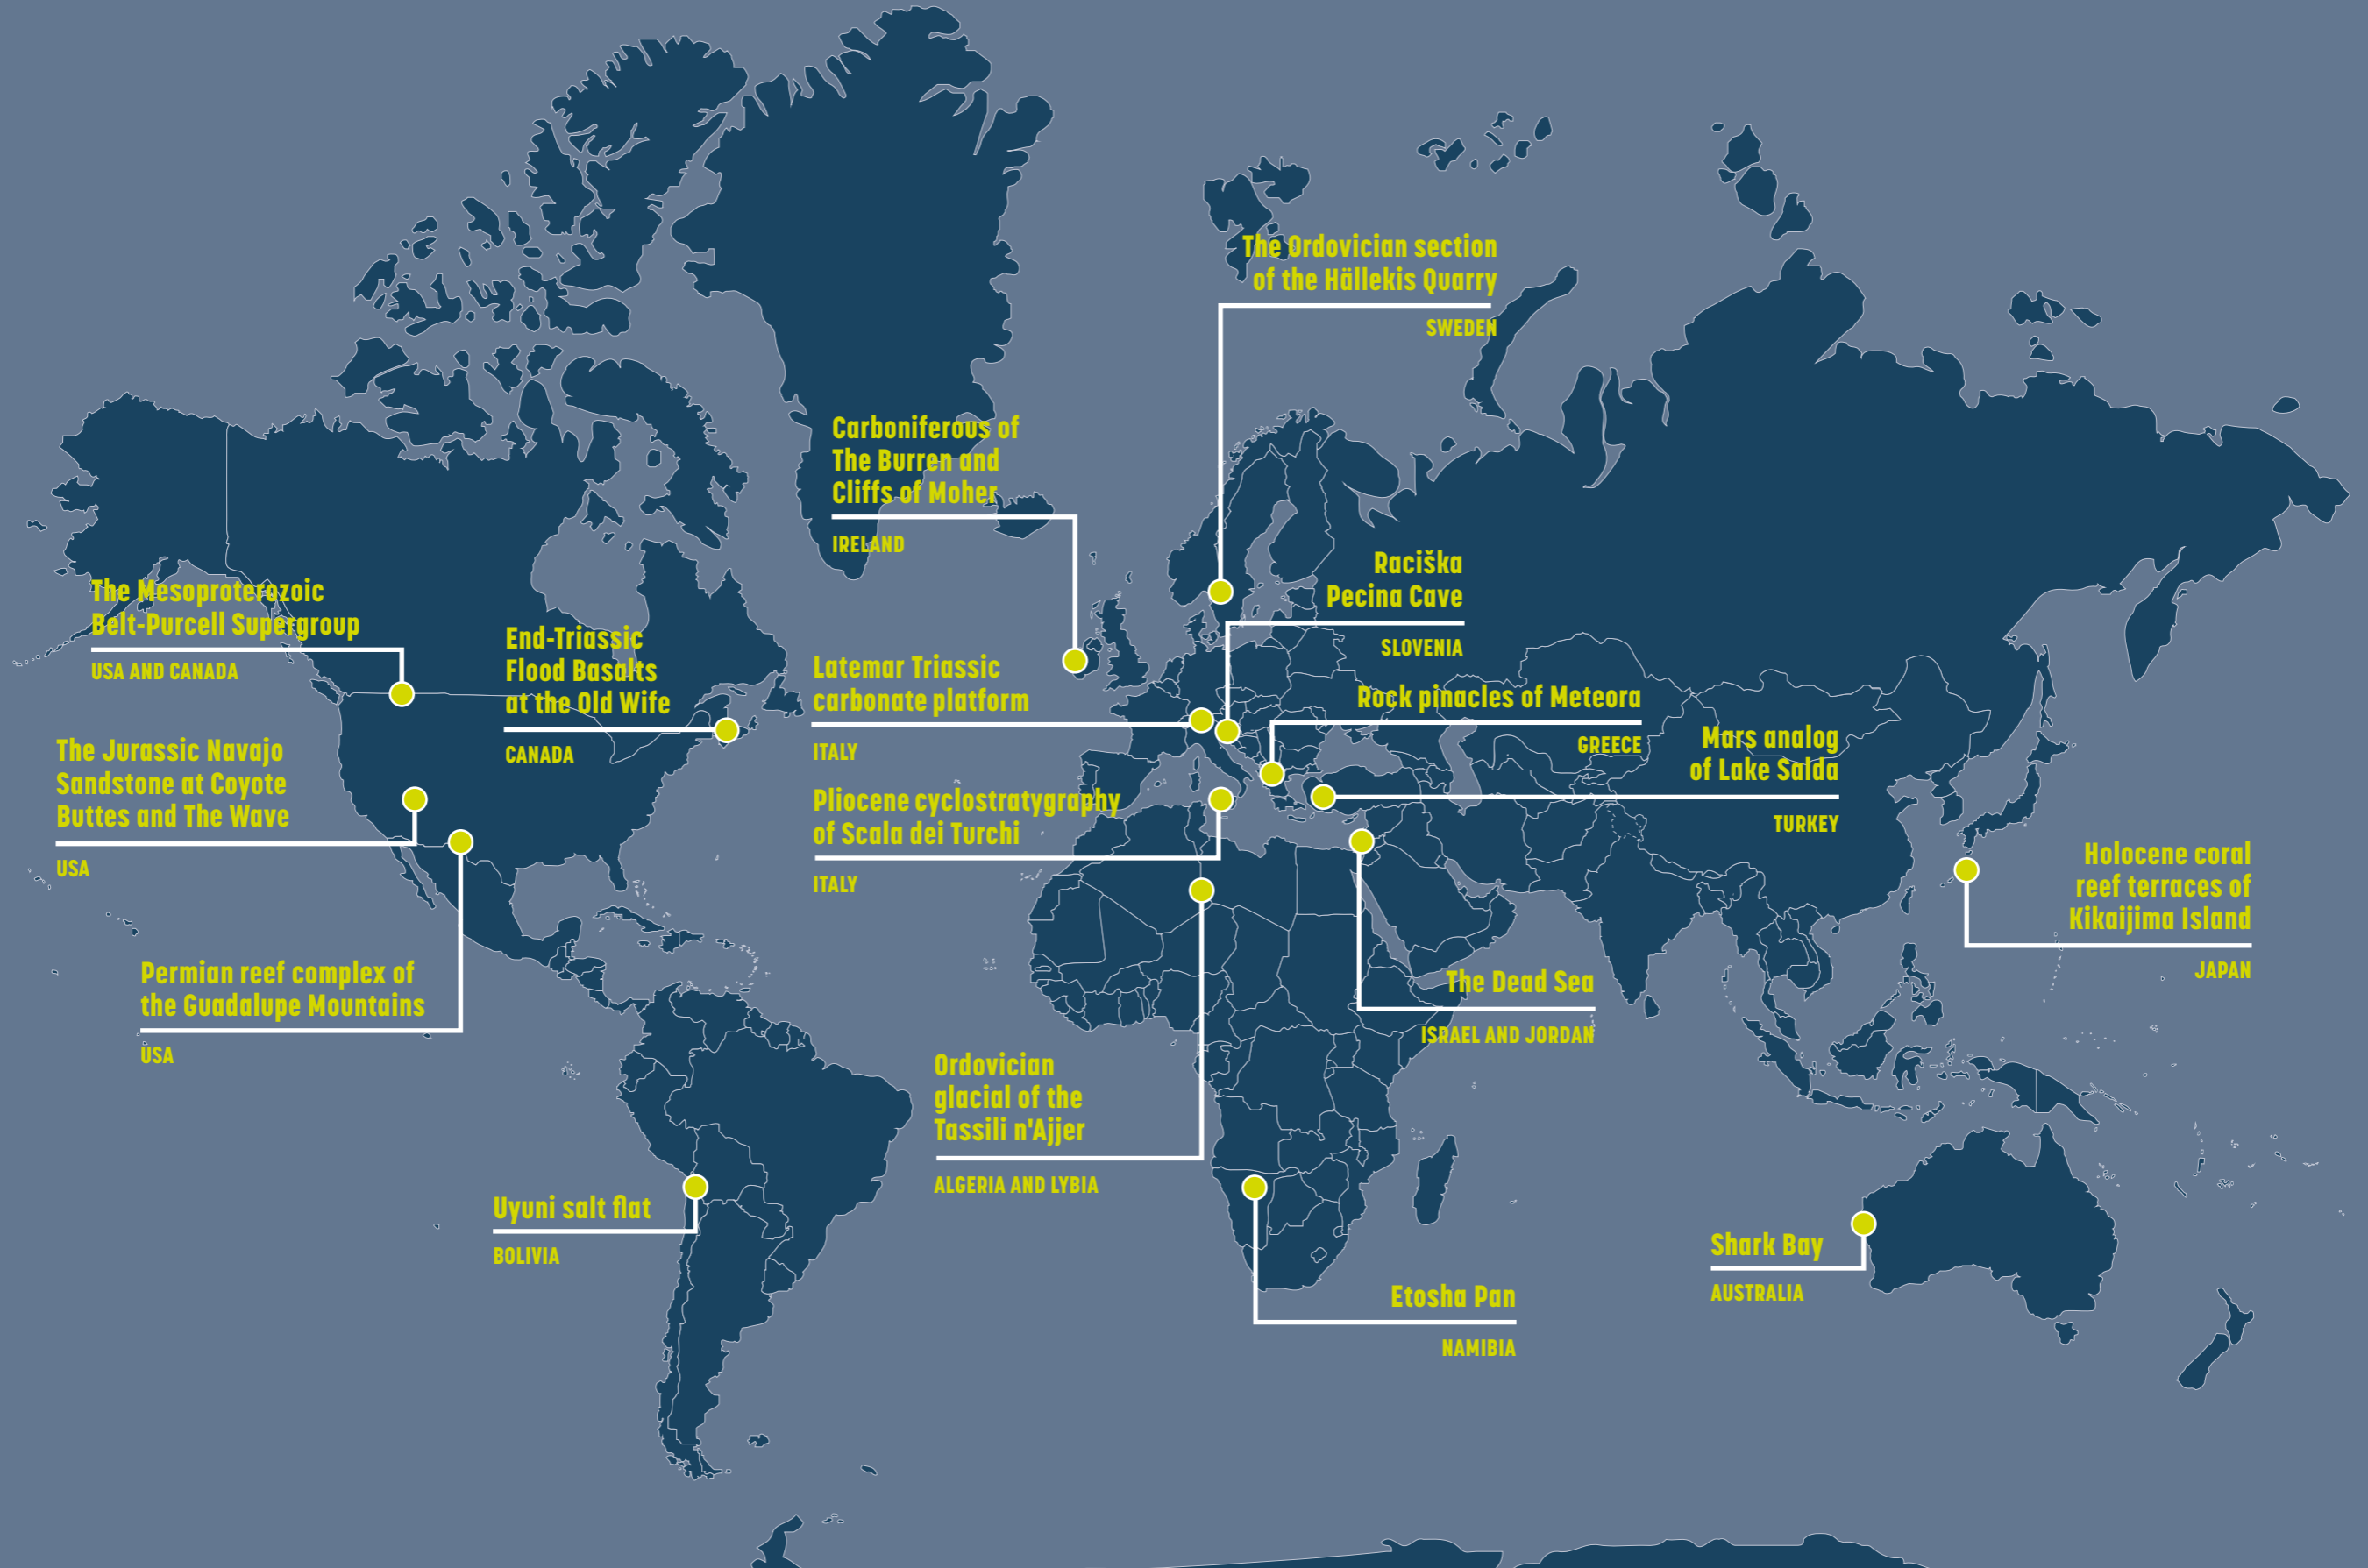 The Ordovician section
of the Hällekis Quarry
SWEDEN
Carboniferous of
The Burren and
Cliffs of Moher
IRELAND
Raciška
Pecina Cave
SLOVENIA
The Mesoproterozoic
Belt-Purcell Supergroup
USA AND CANADA
End-Triassic
Flood Basalts
at the Old Wife
CANADA
Latemar Triassic
carbonate platform
ITALY
Rock pinacles of Meteora
GREECE
Mars analog
of Lake Salda
TURKEY
The Jurassic Navajo
Sandstone at Coyote
Buttes and The Wave
USA
Pliocene cyclostratygraphy
of Scala dei Turchi
ITALY
Holocene coral
reef terraces of
Kikaijima Island
JAPAN
Permian reef complex of
the Guadalupe Mountains
USA
The Dead Sea
ISRAEL AND JORDAN
Ordovician
glacial of the
Tassili n'Ajjer
ALGERIA AND LYBIA
Uyuni salt flat
BOLIVIA
Shark Bay
AUSTRALIA
Etosha Pan
NAMIBIA